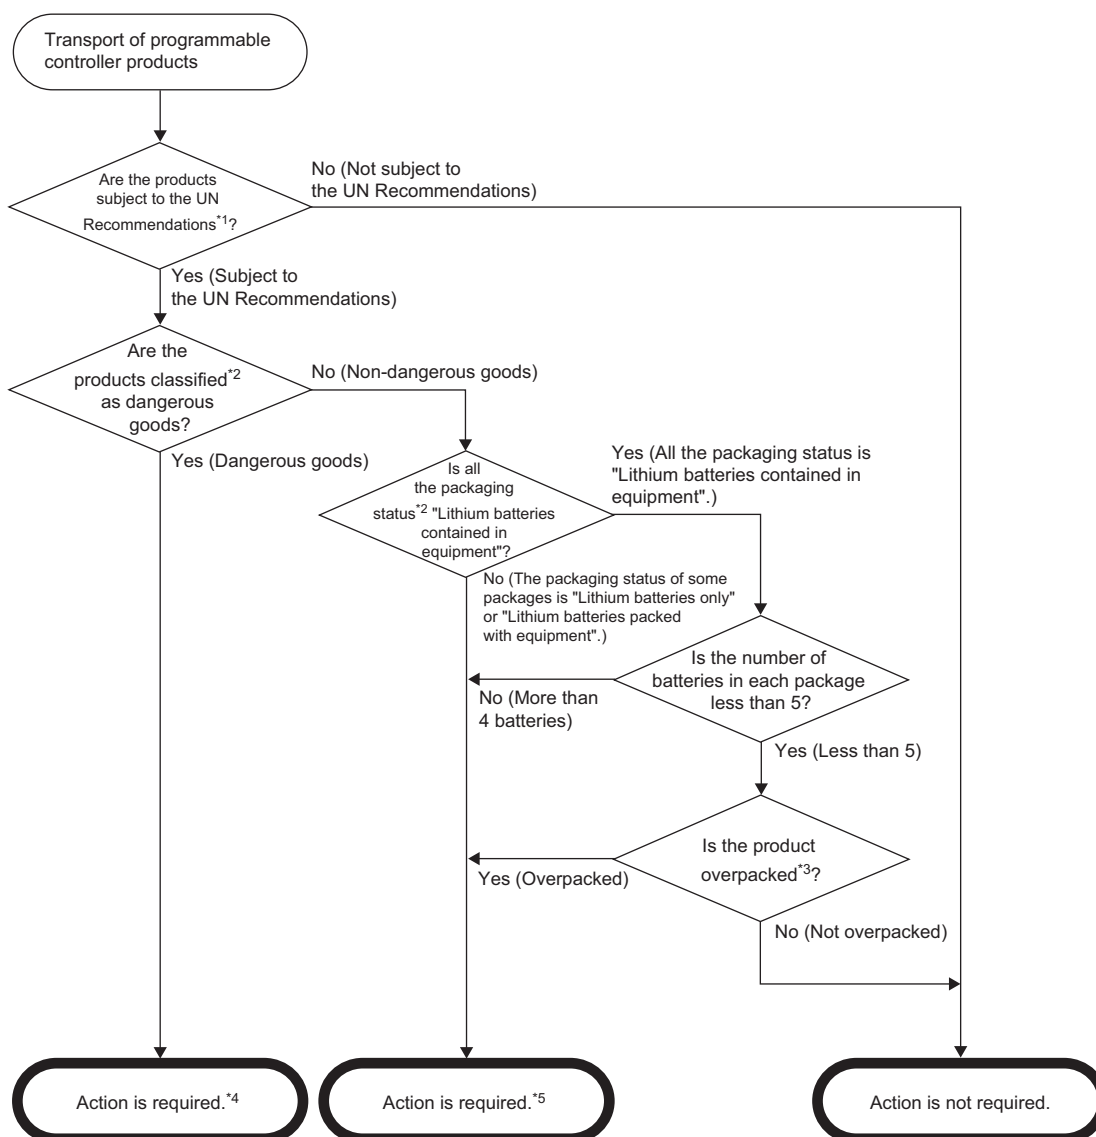 Transport of programmable
controller products
Are the products
subject to the UN
Recommendations*1?
No (Not subject to
the UN Recommendations)
Yes (Subject to
the UN Recommendations)
Are the
products classified*2
as dangerous
goods?
No (Non-dangerous goods)
Yes (Dangerous goods)
Is all
the packaging
status*2 "Lithium batteries
contained in
equipment"?
Yes (All the packaging status is
"Lithium batteries contained in
equipment".)
No (The packaging status of some
packages is "Lithium batteries only"
or "Lithium batteries packed
with equipment".)
Is the number of
batteries in each package
less than 5?
No (More than
4 batteries)
Yes (Less than 5)
Is the product
overpacked*3?
Yes (Overpacked)
No (Not overpacked)
Action is required.*4
Action is required.*5
Action is not required.